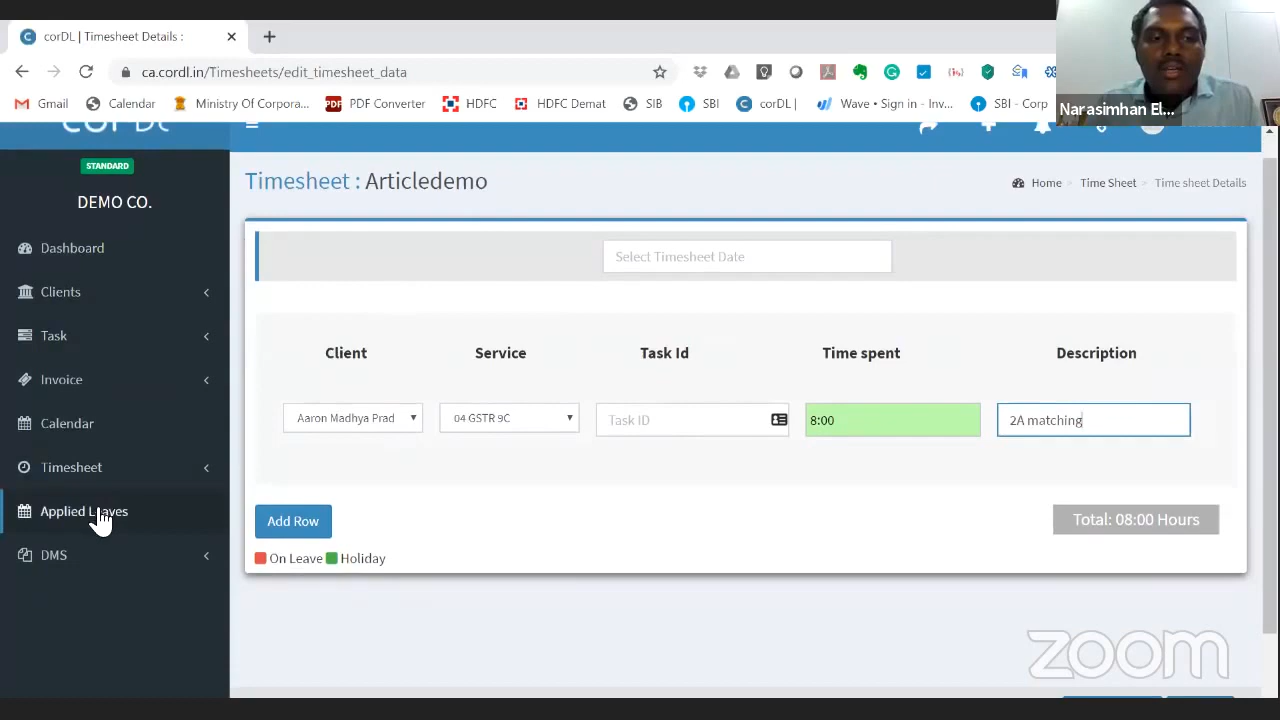 corDL | Timesheet Details :
ca.cordl.in/Timesheets/edit_timesheet_data
Gmail
Calendar
Ministry Of Corpora...
PDF Converter
HDFC
HDFC Demat
SIB
SBI
corDL |
Wave • Sign in - Inv...
SBI - Corp
Narasimhan El...
corDL
STANDARD
DEMO CO.
Dashboard
Clients
Task
Invoice
Calendar
Timesheet
Applied Leaves
DMS
Timesheet : Articledemo
Home > Time Sheet > Time sheet Details
Select Timesheet Date
Client Service Task Id Time spent Description
Aaron Madhya Prad 04 GSTR 9C Task ID 8:00 2A matching
Add Row
Total: 08:00 Hours
On Leave Holiday
zoom